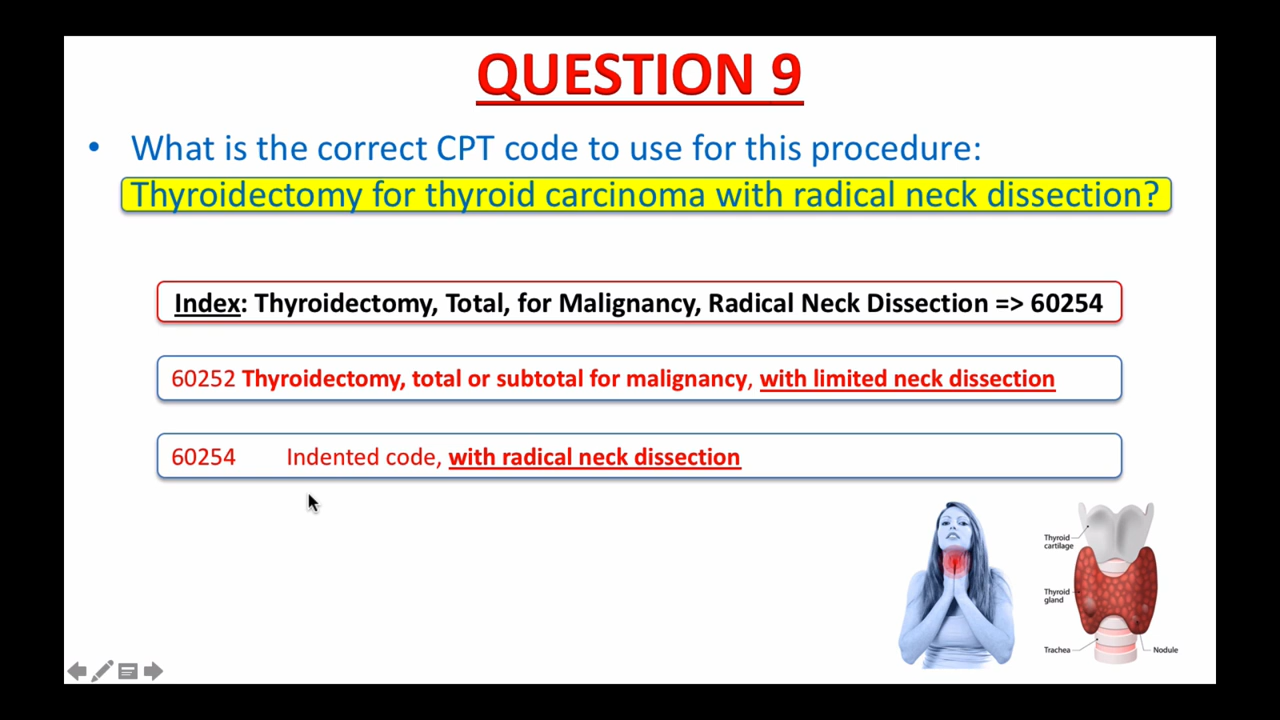 QUESTION 9
• What is the correct CPT code to use for this procedure:
Thyroidectomy for thyroid carcinoma with radical neck dissection?
Index: Thyroidectomy, Total, for Malignancy, Radical Neck Dissection => 60254
60252 Thyroidectomy, total or subtotal for malignancy, with limited neck dissection
60254 Indented code, with radical neck dissection
Thyroid
cartilage
Thyroid
gland
Trachea
Nodule